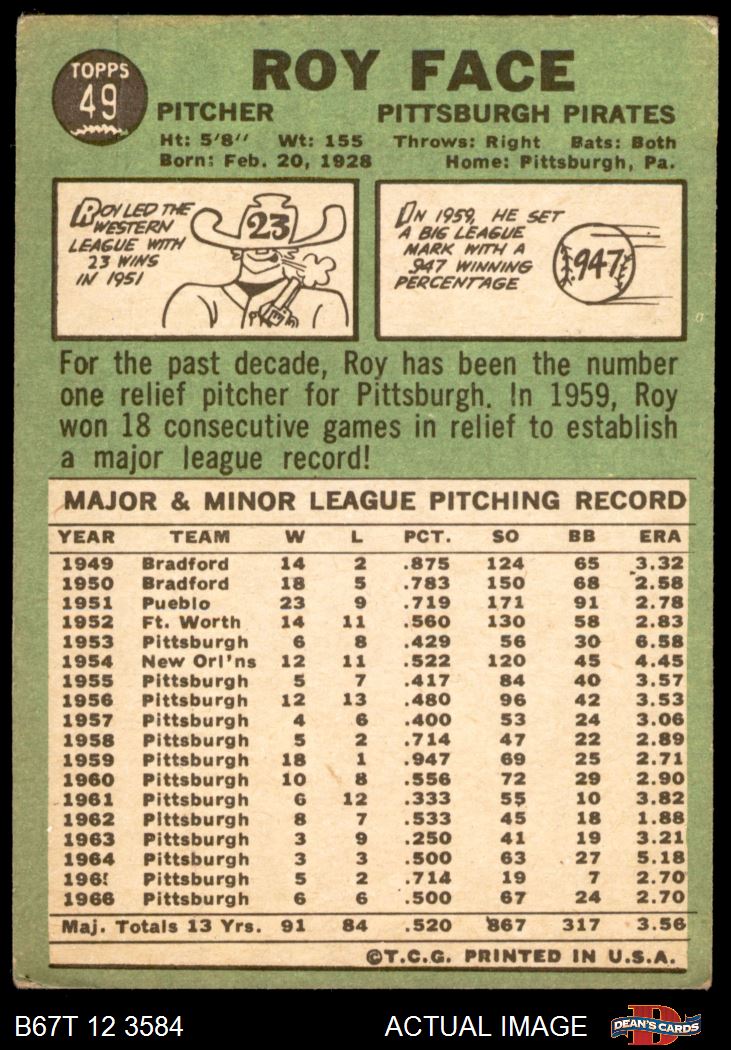 TOPPS
49
ROY FACE
PITCHER PITTSBURGH PIRATES
Ht: 5'8'' Wt: 155 Throws: Right Bats: Both
Born: Feb. 20, 1928 Home: Pittsburgh, Pa.
ROY LED THE
WESTERN
LEAGUE WITH
23 WINS
IN 1951
23
IN 1959, HE SET
A BIG LEAGUE
MARK WITH A
.947 WINNING
PERCENTAGE
.947
For the past decade, Roy has been the number
one relief pitcher for Pittsburgh. In 1959, Roy
won 18 consecutive games in relief to establish
a major league record!
MAJOR & MINOR LEAGUE PITCHING RECORD
YEAR TEAM W L PCT. SO BB ERA
1949 Bradford 14 2 .875 124 65 3.32
1950 Bradford 18 5 .783 150 68 2.58
1951 Pueblo 23 9 .719 171 91 2.78
1952 Ft. Worth 14 11 .560 130 58 2.83
1953 Pittsburgh 6 8 .429 56 30 6.58
1954 New Orl'ns 12 11 .522 120 45 4.45
1955 Pittsburgh 5 7 .417 84 40 3.57
1956 Pittsburgh 12 13 .480 96 42 3.53
1957 Pittsburgh 4 6 .400 53 24 3.06
1958 Pittsburgh 5 2 .714 47 22 2.89
1959 Pittsburgh 18 1 .947 69 25 2.71
1960 Pittsburgh 10 8 .556 72 29 2.90
1961 Pittsburgh 6 12 .333 55 10 3.82
1962 Pittsburgh 8 7 .533 45 18 1.88
1963 Pittsburgh 3 9 .250 41 19 3.21
1964 Pittsburgh 3 3 .500 63 27 5.18
Pittsburgh 5 2 .714 19 7 2.70
1966 Pittsburgh 6 6 .500 67 24 2.70
Maj. Totals 13 Yrs. 91 84 .520 867 317 3.56
©T.C.G. PRINTED IN U.S.A.
B67T 12 3584 ACTUAL IMAGE
DEAN'S CARDS